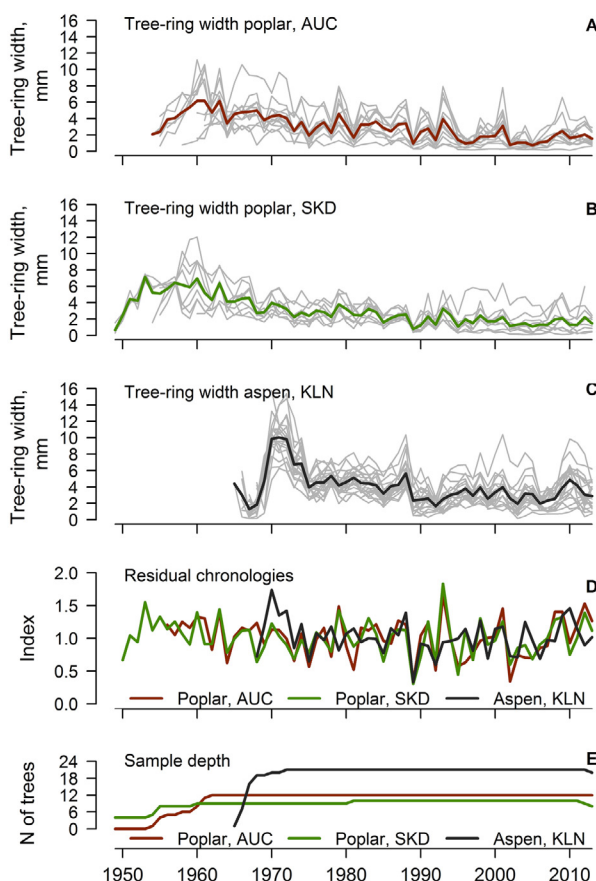 Tree-ring width poplar, AUC
A
Tree-ring width,
mm
16
14
12
10
8
6
4
2
0
Tree-ring width poplar, SKD
B
Tree-ring width,
mm
16
14
12
10
8
6
4
2
0
Tree-ring width aspen, KLN
C
Tree-ring width,
mm
16
14
12
10
8
6
4
2
0
Residual chronologies
D
Index
2.0
1.5
1.0
0.5
0.0
Poplar, AUC Poplar, SKD Aspen, KLN
Sample depth
E
N of trees
24
18
12
6
0
Poplar, AUC Poplar, SKD Aspen, KLN
1950 1960 1970 1980 1990 2000 2010